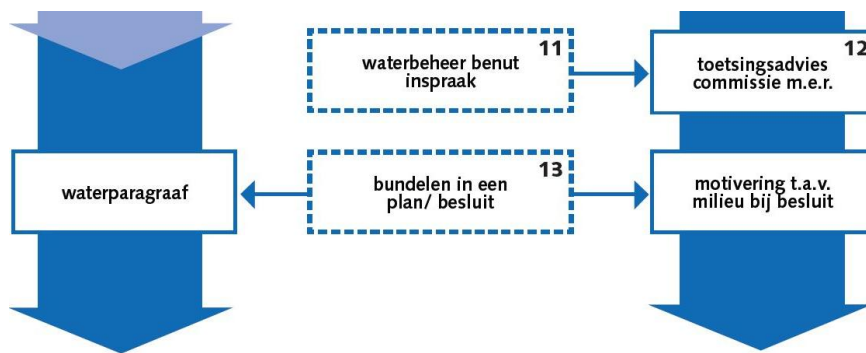 11
waterbeheer benut
inspraak
12
toetsingsadvies
commissie m.e.r.
waterparagraaf
13
bundelen in een
plan/ besluit
motivering t.a.v.
milieu bij besluit